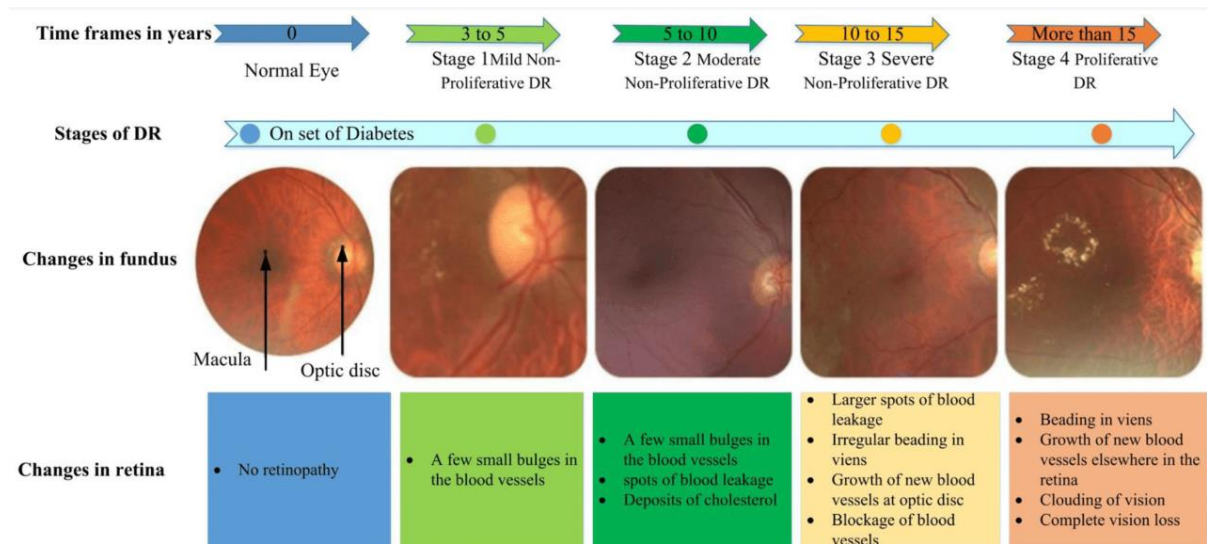 Time frames in years
0
3 to 5
5 to 10
10 to 15
More than 15
Normal Eye
Stage 1Mild Non-
Proliferative DR
Stage 2 Moderate
Non-Proliferative DR
Stage 3 Severe
Non-Proliferative DR
Stage 4 Proliferative
DR
Stages of DR
On set of Diabetes
Changes in fundus
Macula
Optic disc
Changes in retina
• No retinopathy
• A few small bulges in
the blood vessels
• A few small bulges in
the blood vessels
• spots of blood leakage
• Deposits of cholesterol
• Larger spots of blood
leakage
• Irregular beading in
viens
• Growth of new blood
vessels at optic disc
• Blockage of blood
vessels
• Beading in viens
• Growth of new blood
vessels elsewhere in the
retina
• Clouding of vision
• Complete vision loss